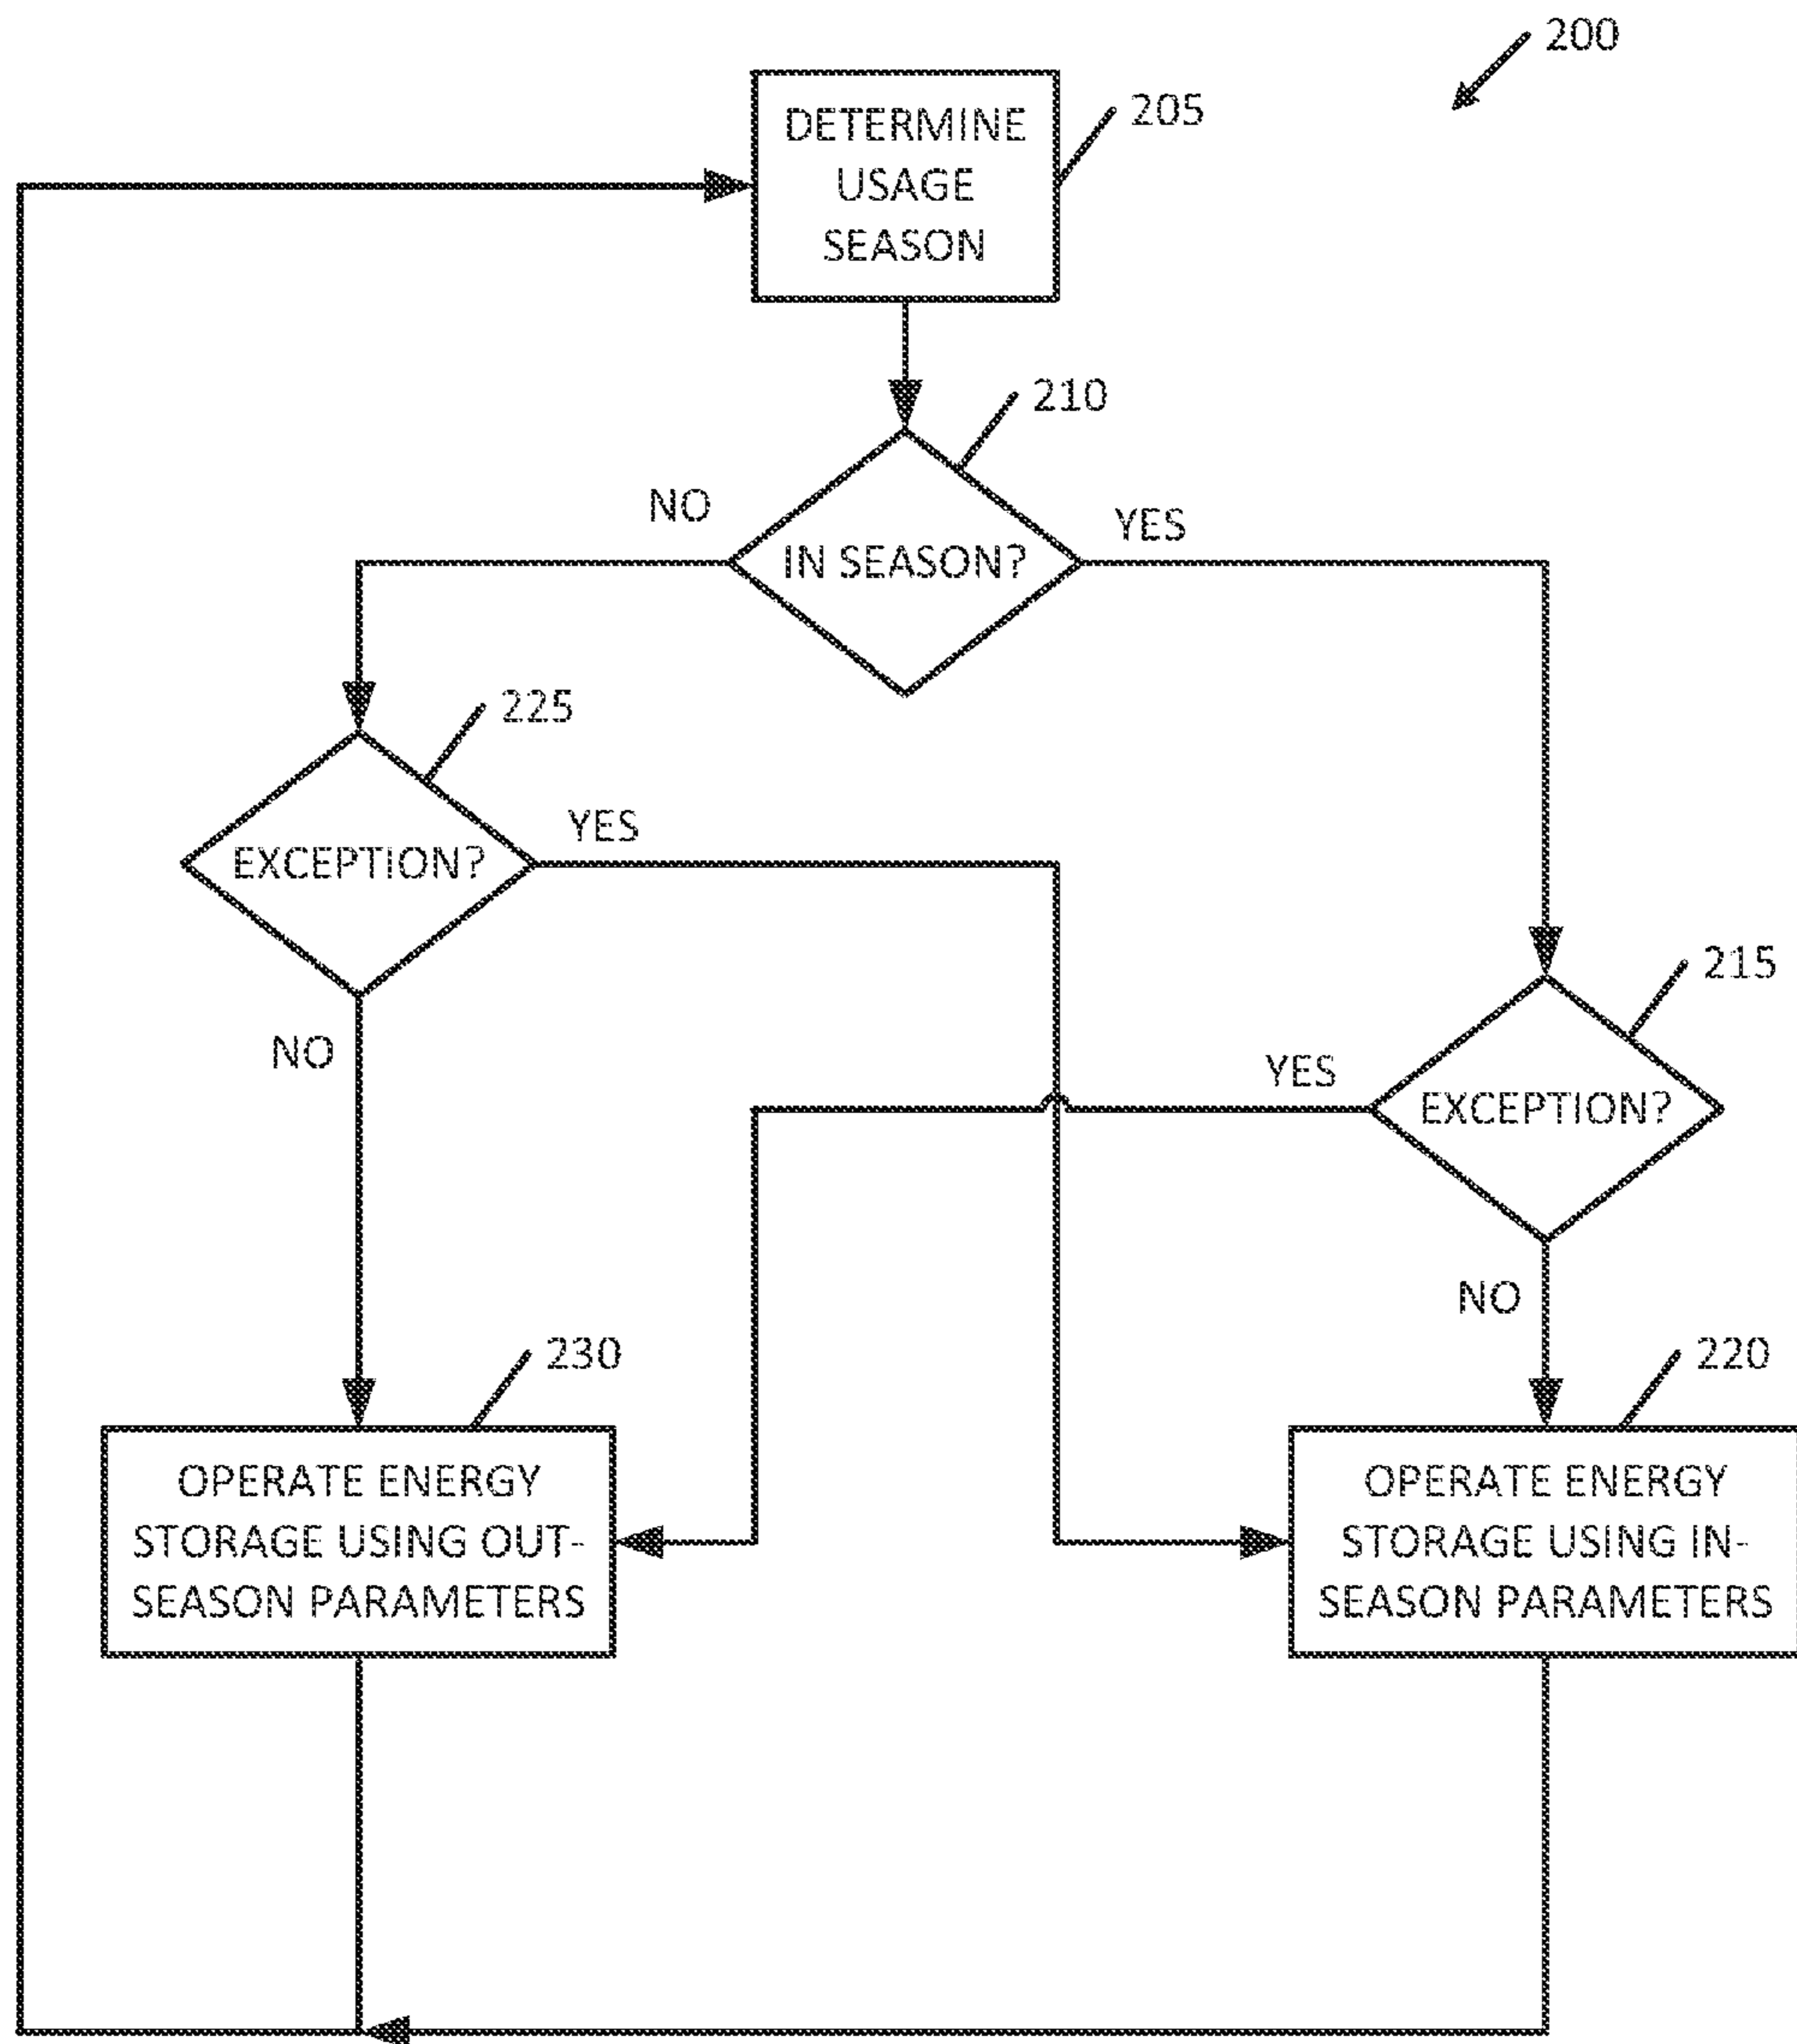 200
DETERMINE
USAGE
SEASON
205
210
NO
IN SEASON?
YES
225
EXCEPTION?
YES
NO
215
YES
EXCEPTION?
NO
230
OPERATE ENERGY
STORAGE USING OUT-
SEASON PARAMETERS
220
OPERATE ENERGY
STORAGE USING IN-
SEASON PARAMETERS